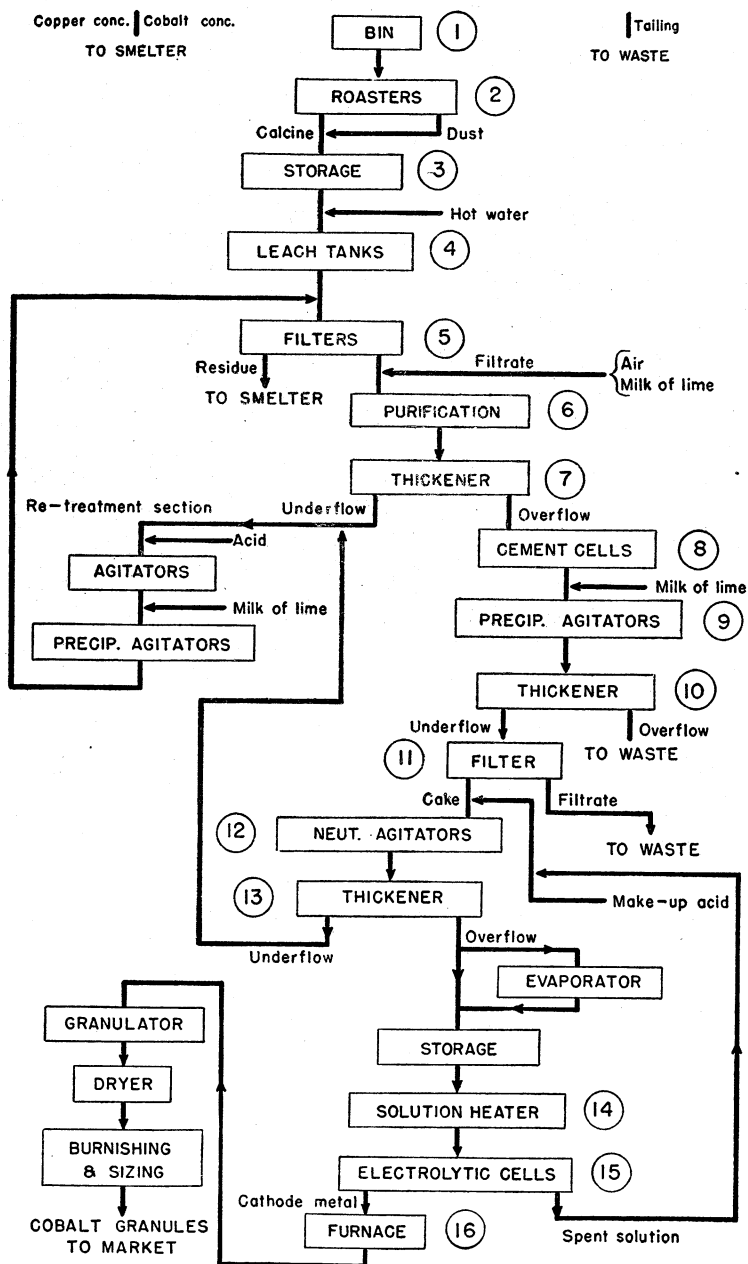 Copper conc. Cobalt conc.
TO SMELTER
Tailing
TO WASTE
BIN 1
ROASTERS 2
Calcine Dust
STORAGE 3
Hot water
LEACH TANKS 4
FILTERS 5
Residue
TO SMELTER
Filtrate
Air
Milk of lime
PURIFICATION 6
THICKENER 7
Re-treatment section
Underflow
Overflow
Acid
AGITATORS
Milk of lime
PRECIP. AGITATORS
CEMENT CELLS 8
Milk of lime
PRECIP. AGITATORS 9
THICKENER 10
Underflow
Overflow
TO WASTE
11 FILTER
Cake
Filtrate
TO WASTE
12 NEUT. AGITATORS
13 THICKENER
Make-up acid
Underflow
Overflow
EVAPORATOR
STORAGE
SOLUTION HEATER 14
ELECTROLYTIC CELLS 15
Cathode metal
Spent solution
FURNACE 16
GRANULATOR
DRYER
BURNISHING
& SIZING
COBALT GRANULES
TO MARKET